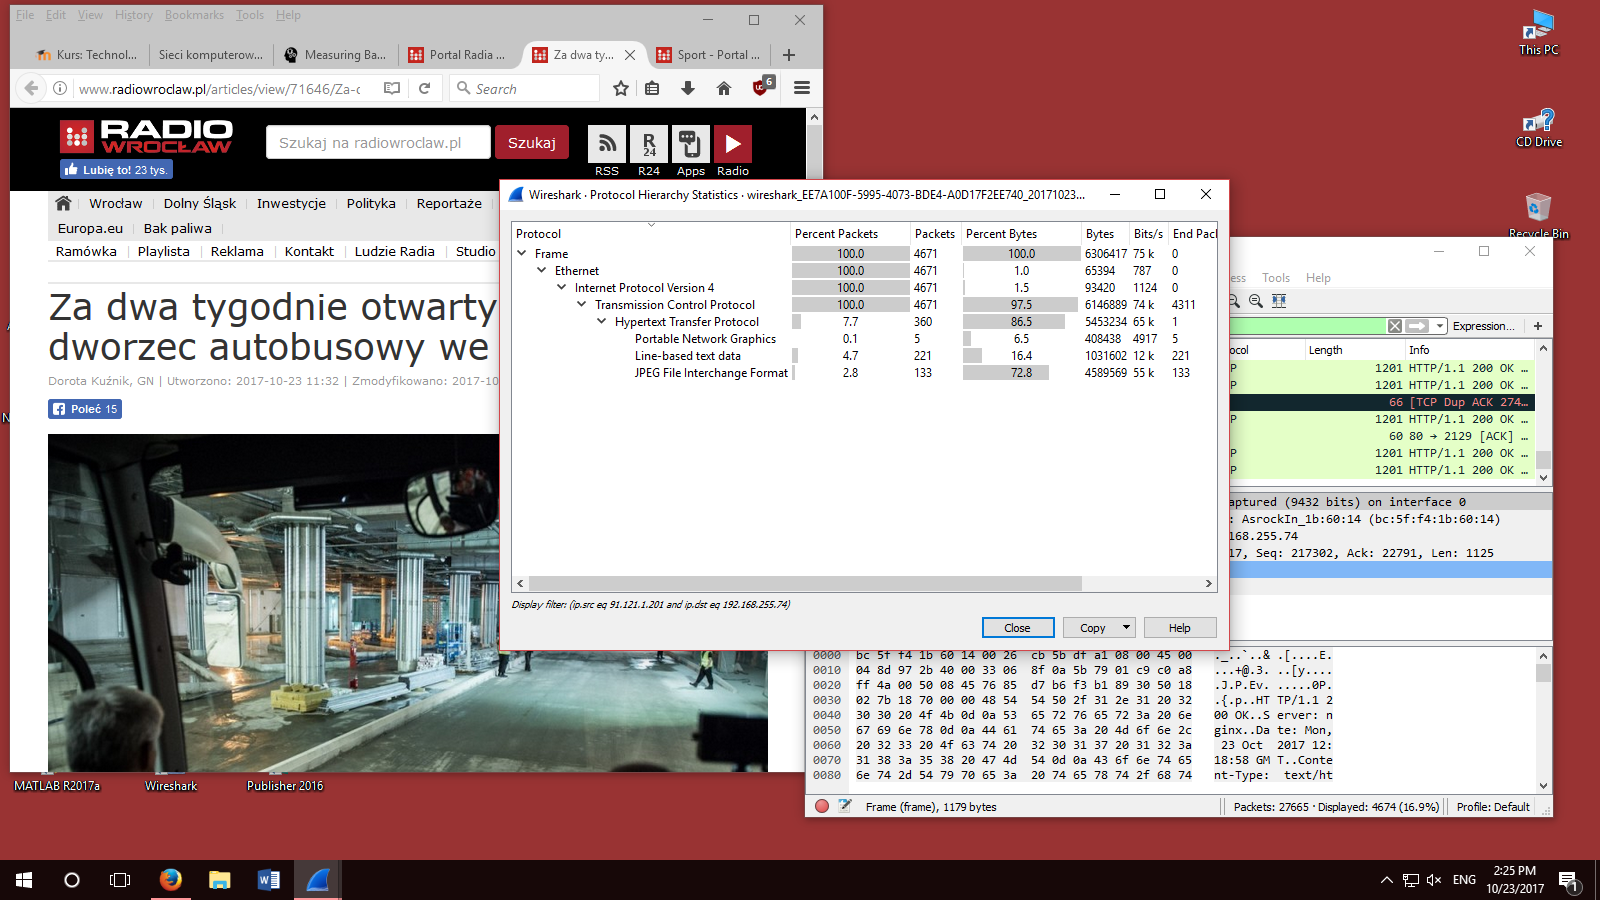 File Edit View History Bookmarks Tools Help
Kurs: Technol... Sieci komputerow... Measuring Ba... Portal Radia ... Za dwa ty... Sport - Portal ...
www.radiowroclaw.pl/articles/view/71646/Za-c Search 6
RADIO
WROCŁAW
Lubię to! 23 tys.
Szukaj na radiowroclaw.pl Szukaj
R
24
RSS R24 Apps Radio
Wrocław Dolny Śląsk Inwestycje Polityka Reportaże
Europa.eu Bak paliwa
Ramówka Playlista Reklama Kontakt Ludzie Radia Studio
Za dwa tygodnie otwarty
dworzec autobusowy we
Dorota Kuźnik, GN | Utworzono: 2017-10-23 11:32 | Zmodyfikowano: 2017-10
Poleć 15
Wireshark · Protocol Hierarchy Statistics · wireshark_EE7A100F-5995-4073-BDE4-A0D17F2EE740_20171023...
Protocol Percent Packets Packets Percent Bytes Bytes Bits/s End Pack
Frame 100.0 4671 100.0 6306417 75 k 0
Ethernet 100.0 4671 1.0 65394 787 0
Internet Protocol Version 4 100.0 4671 1.5 93420 1124 0
Transmission Control Protocol 100.0 4671 97.5 6146889 74 k 4311
Hypertext Transfer Protocol 7.7 360 86.5 5453234 65 k 1
Portable Network Graphics 0.1 5 6.5 408438 4917 5
Line-based text data 4.7 221 16.4 1031602 12 k 221
JPEG File Interchange Format 2.8 133 72.8 4589569 55 k 133
Display filter: (ip.src eq 91.121.1.201 and ip.dst eq 192.168.255.74)
Close Copy Help
This PC
CD Drive
Recycle Bin
ess Tools Help
Expression... +
ocol Length Info
P 1201 HTTP/1.1 200 OK …
P 1201 HTTP/1.1 200 OK …
66 [TCP Dup ACK 274…
P 1201 HTTP/1.1 200 OK …
60 80 → 2129 [ACK] …
P 1201 HTTP/1.1 200 OK …
P 1201 HTTP/1.1 200 OK …
aptured (9432 bits) on interface 0
: AsrockIn_1b:60:14 (bc:5f:f4:1b:60:14)
168.255.74
17, Seq: 217302, Ack: 22791, Len: 1125
0000 bc 5f f4 1b 60 14 00 26 cb 5b df a1 08 00 45 00 ._..`..& .[....E.
0010 04 8d 97 2b 40 00 33 06 8f 0a 5b 79 01 c9 c0 a8 ...+@.3. ..[y....
0020 ff 4a 00 50 08 45 76 85 d7 b6 f3 b1 89 30 50 18 .J.P.Ev. .....0P.
0030 02 7b 18 70 00 00 48 54 54 50 2f 31 2e 31 20 32 .{.p..HT TP/1.1 2
0040 30 30 20 4f 4b 0d 0a 53 65 72 76 65 72 3a 20 6e 00 OK..S erver: n
0050 67 69 6e 78 0d 0a 44 61 74 65 3a 20 4d 6f 6e 2c ginx..Da te: Mon,
0060 20 32 33 20 4f 63 74 20 32 30 31 37 20 31 32 3a 23 Oct 2017 12:
0070 31 38 3a 35 38 20 47 4d 54 0d 0a 43 6f 6e 74 65 18:58 GM T..Conte
0080 6e 74 2d 54 79 70 65 3a 20 74 65 78 74 2f 68 74 nt-Type: text/ht
Frame (frame), 1179 bytes Packets: 27665 · Displayed: 4674 (16.9%) Profile: Default
MATLAB R2017a Wireshark Publisher 2016
ENG 2:25 PM
10/23/2017 1